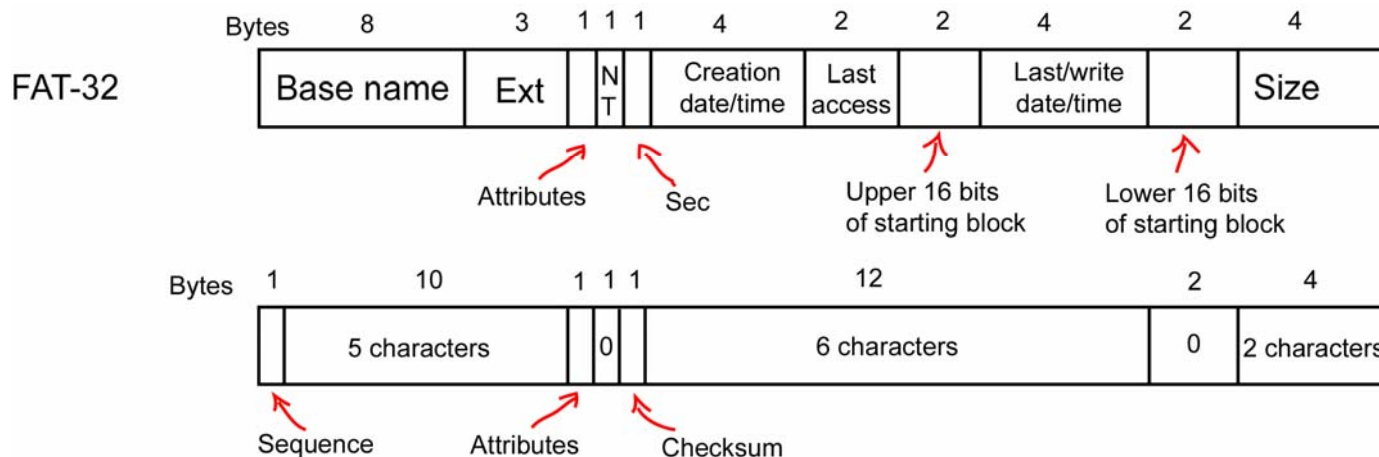 Bytes 8 3 1 1 1 4 2 2 4 2 4
FAT-32
Base name Ext N T Creation date/time Last access Last/write date/time Size
Attributes
Sec
Upper 16 bits of starting block
Lower 16 bits of starting block
Bytes 1 10 1 1 1 12 2 4
5 characters 0 6 characters 0 2 characters
Sequence
Attributes
Checksum